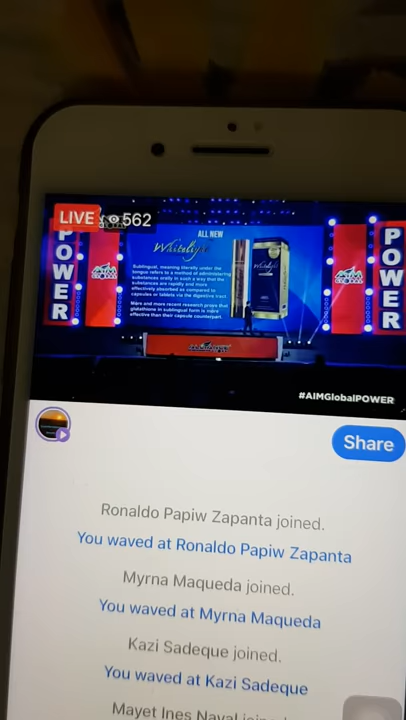 LIVE 562
POWER
POWER
ALL NEW
Sublingual, meaning literally under the
tongue refers to a method of administering
substances orally in such a way that the
substances are rapidly and more
effectively absorbed as compared to
capsules or tablets via the digestive tract.
More and more recent research prove that
glutathione in sublingual form is more
effective than their capsule counterpart.
#AIMGlobalPOWER
Share
Ronaldo Papiw Zapanta joined.
You waved at Ronaldo Papiw Zapanta
Myrna Maqueda joined.
You waved at Myrna Maqueda
Kazi Sadeque joined.
You waved at Kazi Sadeque
Mayet Ines Naval joined